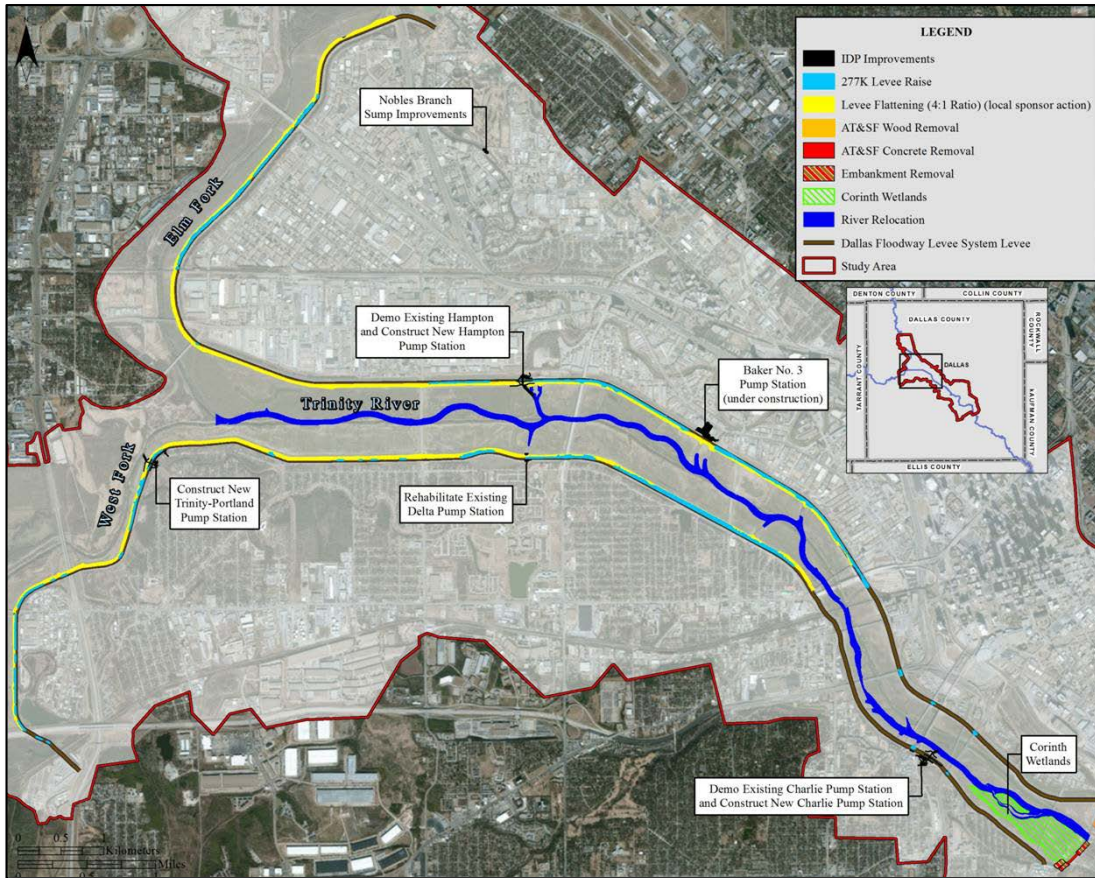 LEGEND
IDP Improvements
277K Levee Raise
Levee Flattening (4:1 Ratio) (local sponsor action)
AT&SF Wood Removal
AT&SF Concrete Removal
Embankment Removal
Corinth Wetlands
River Relocation
Dallas Floodway Levee System Levee
Study Area
Nobles Branch
Sump Improvements
Elm Fork
DENTON COUNTY
COLLIN COUNTY
DALLAS COUNTY
ROCKWALL
COUNTY
DALLAS
TARRANT COUNTY
KAUFMAN COUNTY
ELLIS COUNTY
Demo Existing Hampton
and Construct New Hampton
Pump Station
Baker No. 3
Pump Station
(under construction)
Trinity River
West Fork
Construct New
Trinity-Portland
Pump Station
Rehabilitate Existing
Delta Pump Station
Corinth
Wetlands
Demo Existing Charlie Pump Station
and Construct New Charlie Pump Station
0 0.5 1
Kilometers
Miles
0 0.5 1